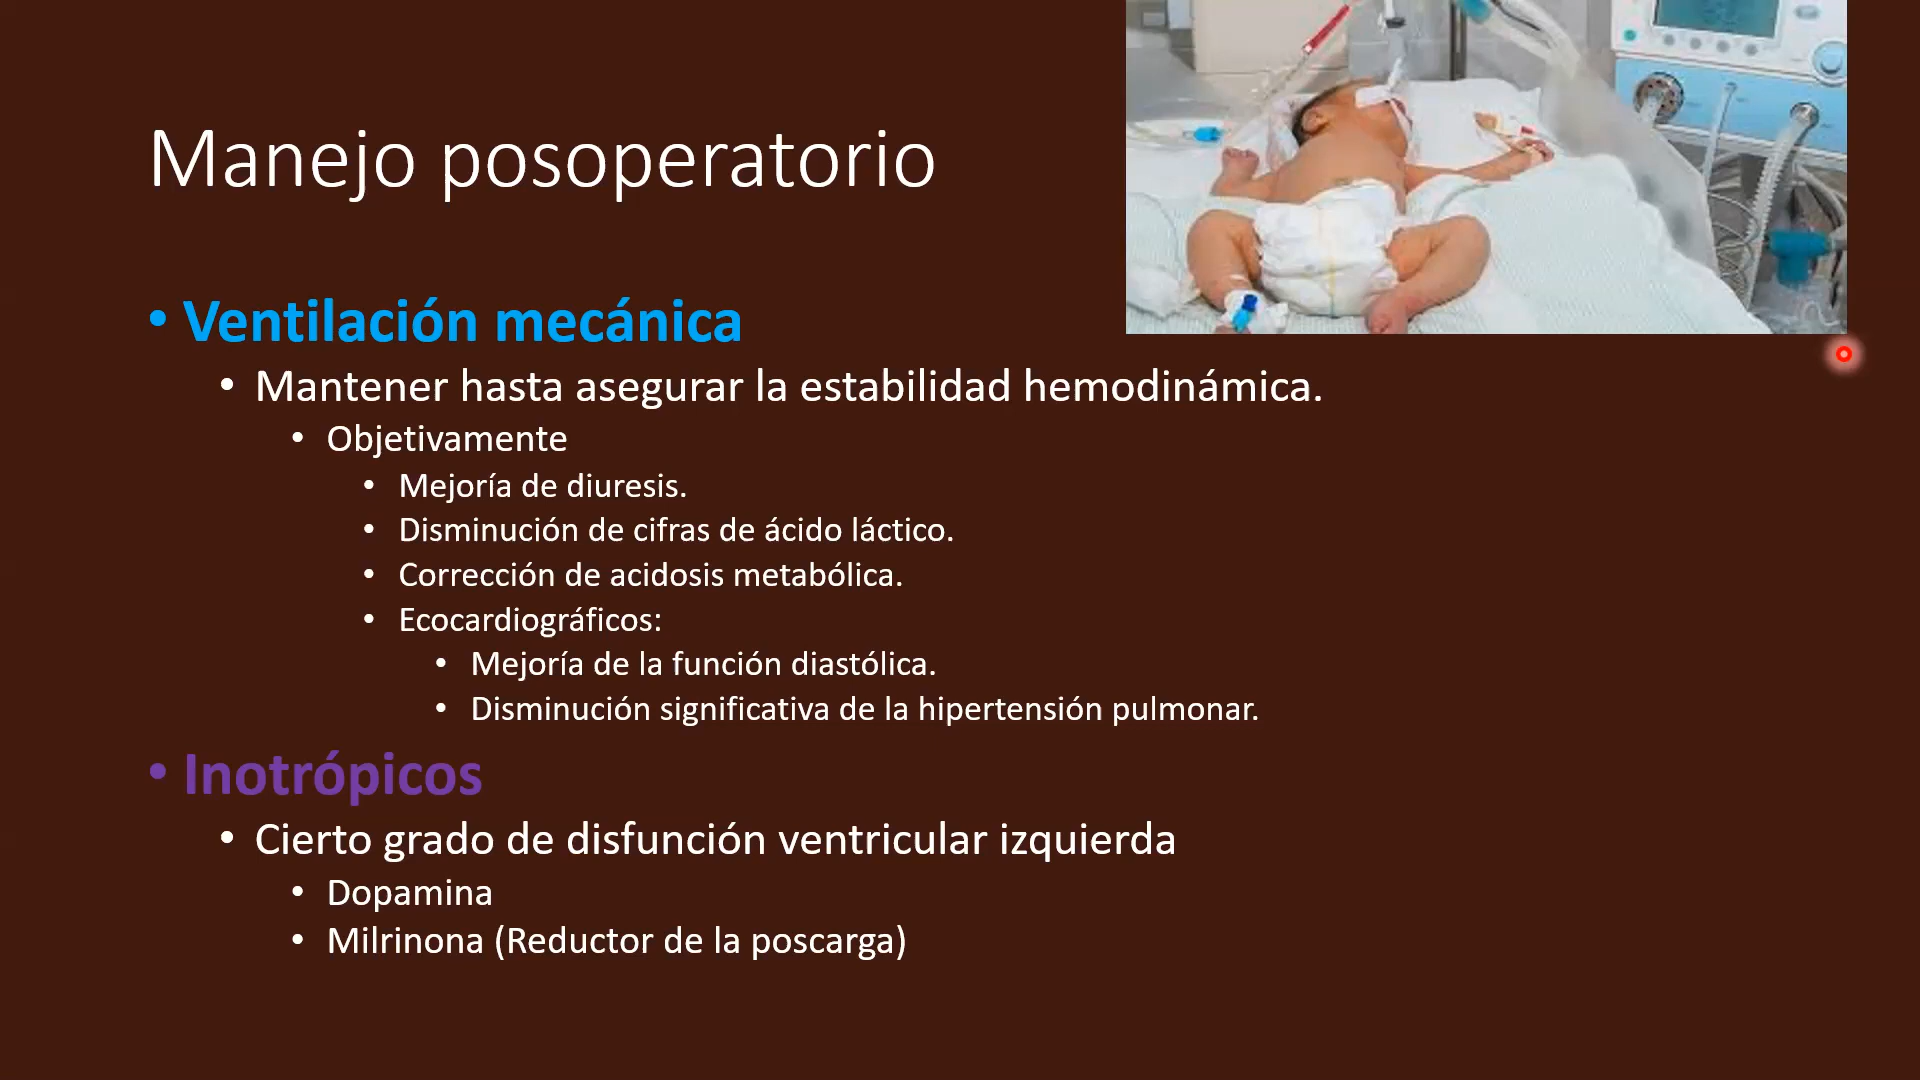 Manejo posoperatorio
• Ventilación mecánica
• Mantener hasta asegurar la estabilidad hemodinámica.
• Objetivamente
• Mejoría de diuresis.
• Disminución de cifras de ácido láctico.
• Corrección de acidosis metabólica.
• Ecocardiográficos:
• Mejoría de la función diastólica.
• Disminución significativa de la hipertensión pulmonar.
• Inotrópicos
• Cierto grado de disfunción ventricular izquierda
• Dopamina
• Milrinona (Reductor de la poscarga)